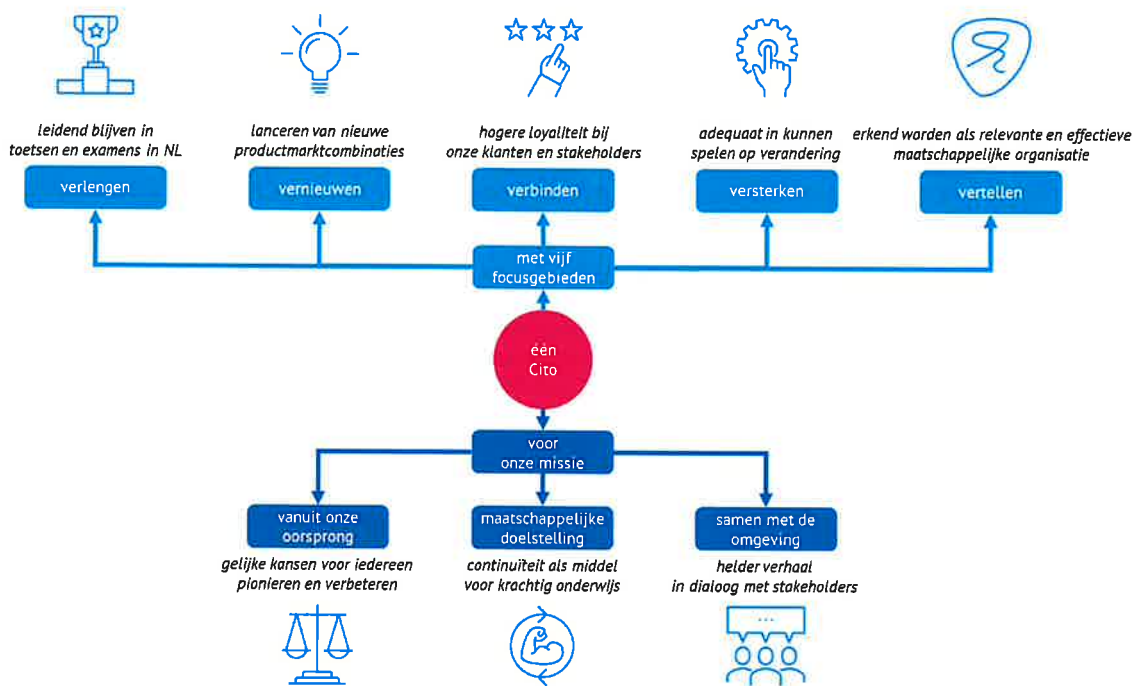 leidend blijven in
toetsen en examens in NL
verlengen
lanceren van nieuwe
productmarktcombinaties
vernieuwen
hogere loyaliteit bij
onze klanten en stakeholders
verbinden
adequaat in kunnen
spelen op verandering
versterken
erkend worden als relevante en effectieve
maatschappelijke organisatie
vertellen
met vijf
focusgebieden
één
Cito
voor
onze missie
vanuit onze
oorsprong
gelijke kansen voor iedereen
pionieren en verbeteren
maatschappelijke
doelstelling
continuïteit als middel
voor krachtig onderwijs
samen met de
omgeving
helder verhaal
in dialoog met stakeholders
...